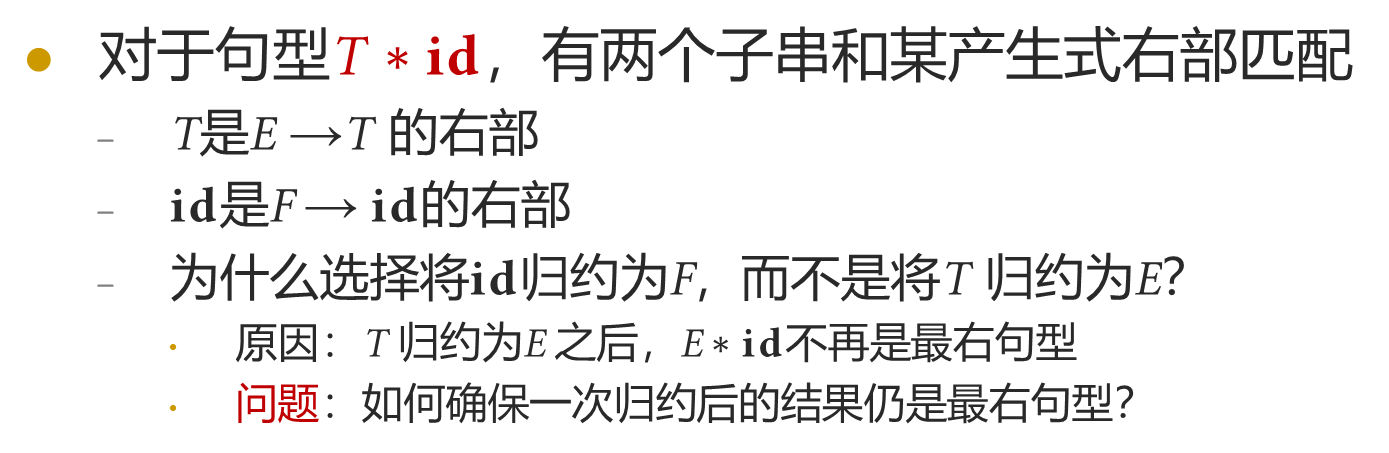 ● 对于句型T * id，有两个子串和某产生式右部匹配
– T是E → T 的右部
– id是F → id的右部
– 为什么选择将id归约为F，而不是将T 归约为E？
• 原因：T 归约为E 之后，E * id不再是最右句型
• 问题：如何确保一次归约后的结果仍是最右句型？